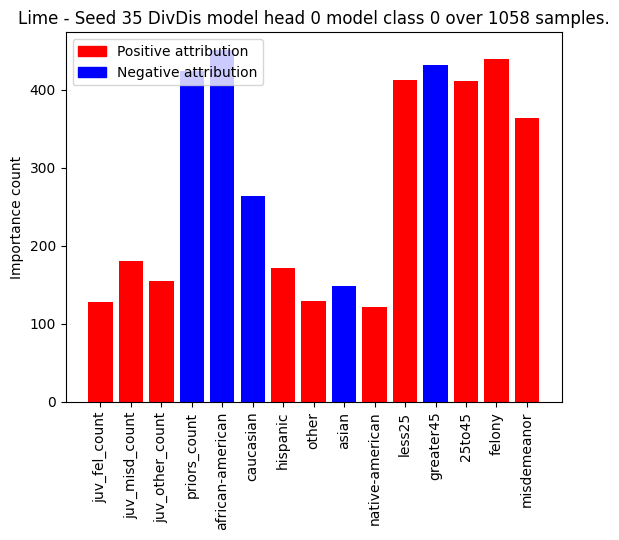 Lime - Seed 35 DivDis model head 0 model class 0 over 1058 samples.
Positive attribution
Negative attribution
Importance count
400
300
200
100
0
juv_fel_count
juv_misd_count
juv_other_count
priors_count
african-american
caucasian
hispanic
other
asian
native-american
less25
greater45
25to45
felony
misdemeanor